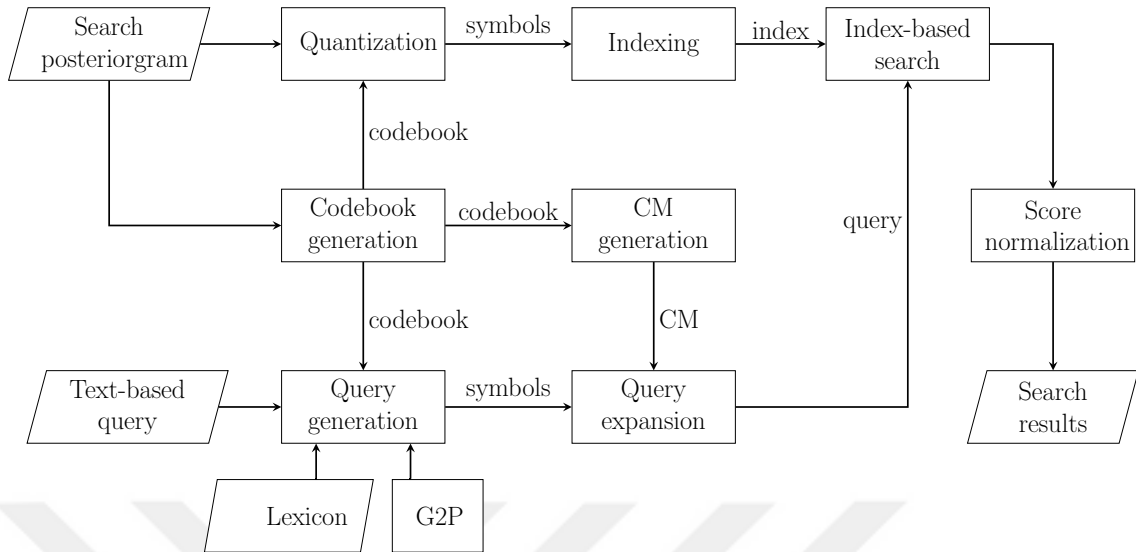 Search
posteriorgram
Quantization
symbols
Indexing
index
Index-based
search
codebook
Codebook
generation
codebook
CM
generation
query
Score
normalization
codebook
CM
Text-based
query
Query
generation
symbols
Query
expansion
Search
results
Lexicon
G2P